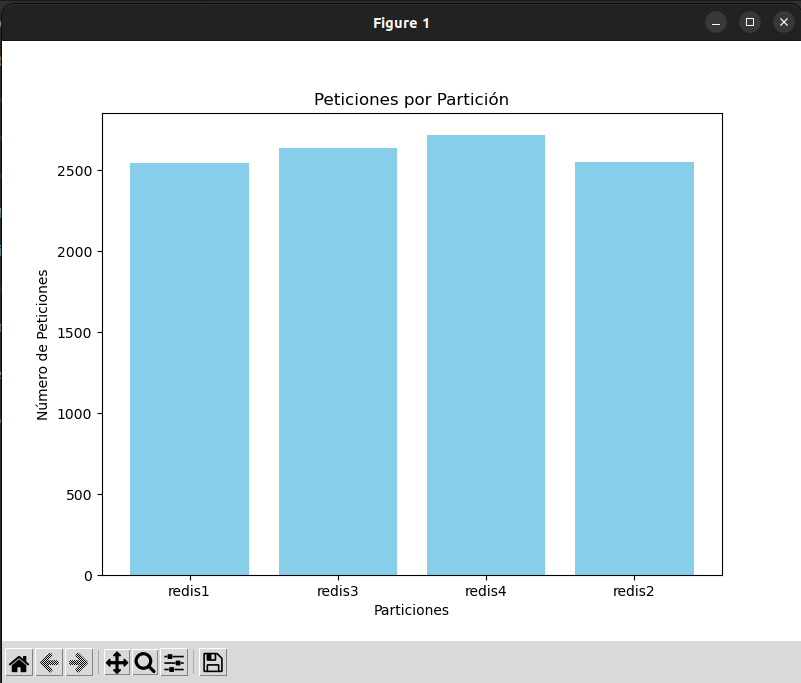 Figure 1
Peticiones por Partición
2500
2000
1500
1000
500
0
Número de Peticiones
redis1
redis3
redis4
redis2
Particiones